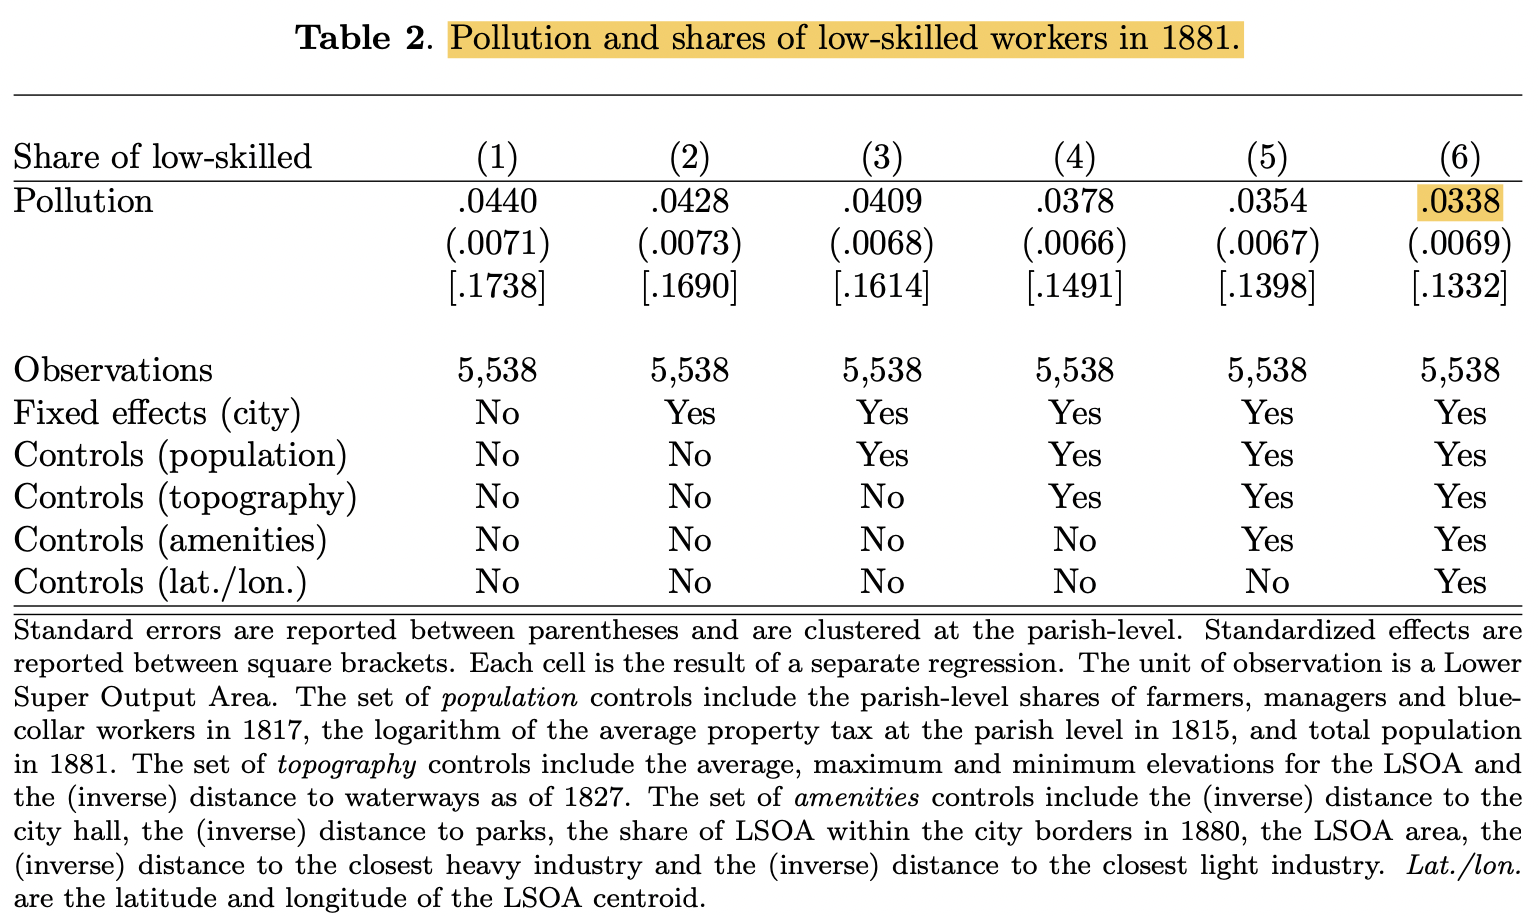 Table 2. Pollution and shares of low-skilled workers in 1881.
Share of low-skilled (1) (2) (3) (4) (5) (6)
Pollution .0440 .0428 .0409 .0378 .0354 .0338
(.0071) (.0073) (.0068) (.0066) (.0067) (.0069)
[.1738] [.1690] [.1614] [.1491] [.1398] [.1332]
Observations 5,538 5,538 5,538 5,538 5,538 5,538
Fixed effects (city) No Yes Yes Yes Yes Yes
Controls (population) No No Yes Yes Yes Yes
Controls (topography) No No No Yes Yes Yes
Controls (amenities) No No No No Yes Yes
Controls (lat./lon.) No No No No No Yes
Standard errors are reported between parentheses and are clustered at the parish-level. Standardized effects are
reported between square brackets. Each cell is the result of a separate regression. The unit of observation is a Lower
Super Output Area. The set of population controls include the parish-level shares of farmers, managers and blue-
collar workers in 1817, the logarithm of the average property tax at the parish level in 1815, and total population
in 1881. The set of topography controls include the average, maximum and minimum elevations for the LSOA and
the (inverse) distance to waterways as of 1827. The set of amenities controls include the (inverse) distance to the
city hall, the (inverse) distance to parks, the share of LSOA within the city borders in 1880, the LSOA area, the
(inverse) distance to the closest heavy industry and the (inverse) distance to the closest light industry. Lat./lon.
are the latitude and longitude of the LSOA centroid.